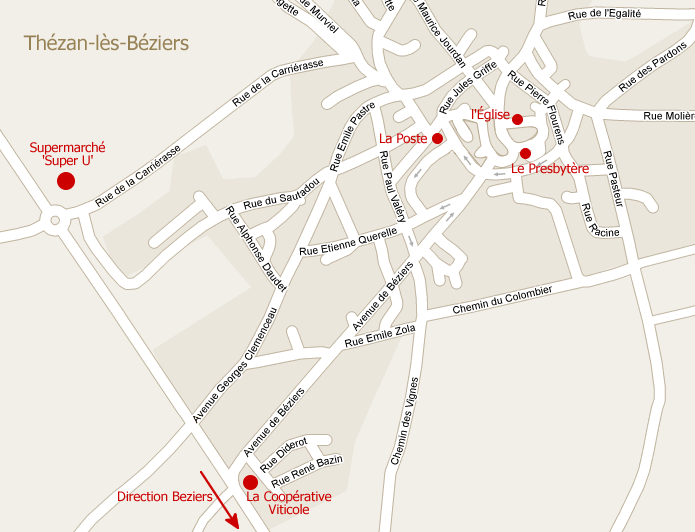 Thézan-lès-Béziers
Rue Murviel
Rue Maurice Jourdan
Rue de l'Egalité
Rue de la Carriérasse
Rue Jules Griffe
Rue des Pardons
Rue Pierre Flourens
Rue Emile Pastre
l'Église
Rue Molière
La Poste
Supermarché
'Super U'
Rue de la Carriérasse
Le Presbytère
Rue Paul Valéry
Rue Pasteur
Rue du Sautadou
Rue Alphonse Daudet
Rue Racine
Rue Etienne Querelle
Avenue de Béziers
Chemin du Colombier
Rue Emile Zola
Avenue Georges Clemenceau
Avenue de Béziers
Chemin des Vignes
Rue Diderot
Rue René Bazin
Direction Beziers
La Coopérative
Viticole